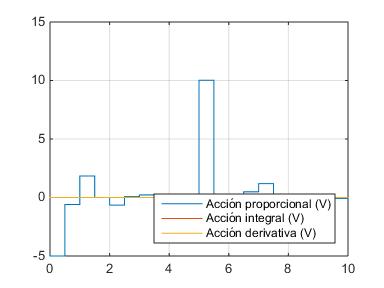 15
10
5
0
-5
Acción proporcional (V)
Acción integral (V)
Acción derivativa (V)
0 2 4 6 8 10